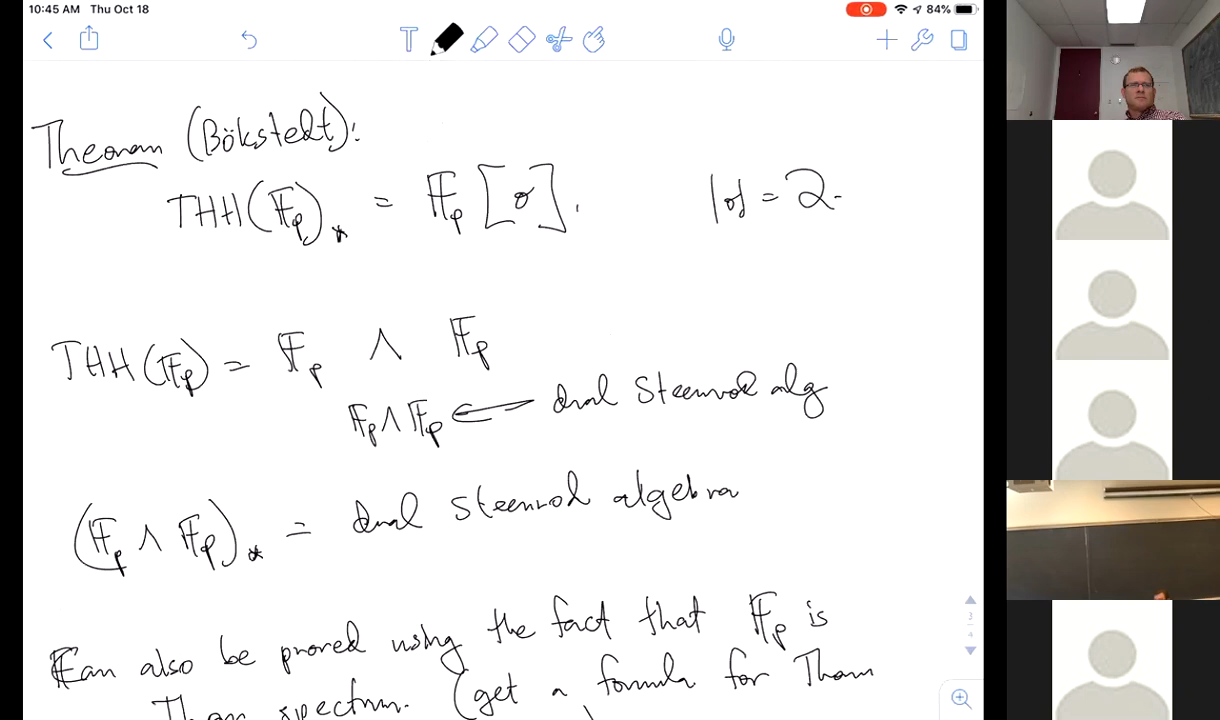 10:45 AM Thu Oct 18
84%
T
Theorem (Bökstedt):
THH(𝔽ₚ)⁎ = 𝔽ₚ[σ]. |σ| = 2.
THH(𝔽ₚ) = 𝔽ₚ ∧ 𝔽ₚ
𝔽ₚ∧𝔽ₚ ⟸ dual Steenrod alg
(𝔽ₚ ∧ 𝔽ₚ)⁎ = dual Steenrod algebra
3
4
Can also be proved using the fact that 𝔽ₚ is
Thom spectrum. (get a formula for Thom